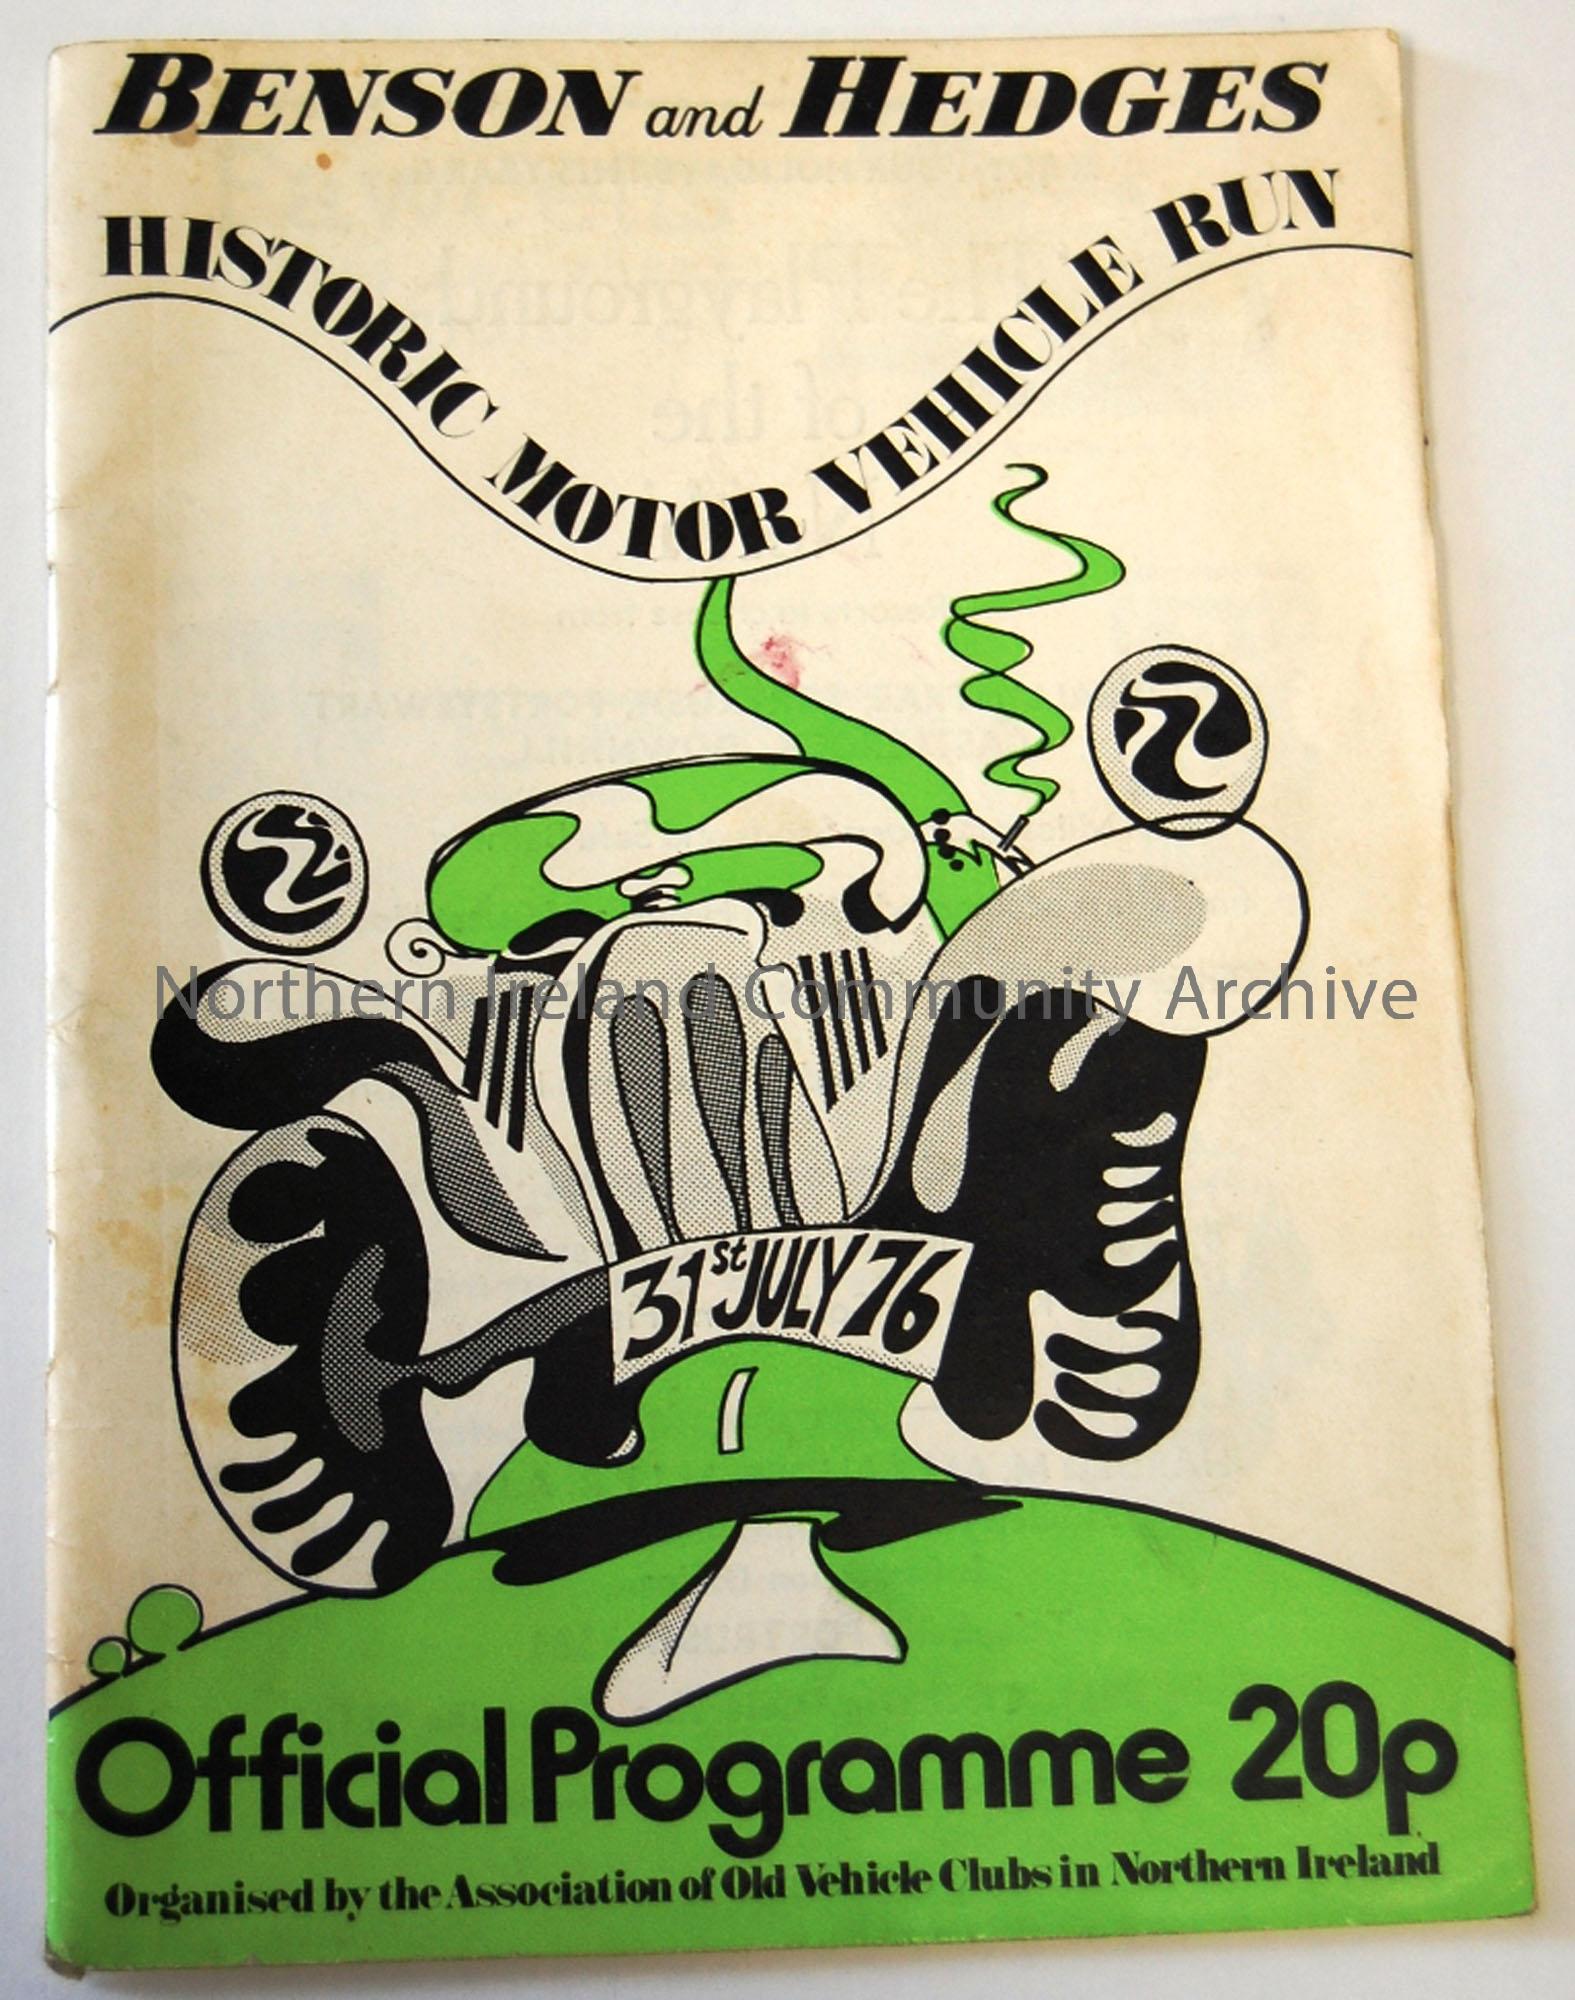 BENSON and HEDGES
HISTORIC MOTOR VEHICLE RUN
Northern Ireland Community Archive
31st JULY 76
Official Programme 20p
Organised by the Association of Old Vehicle Clubs in Northern Ireland